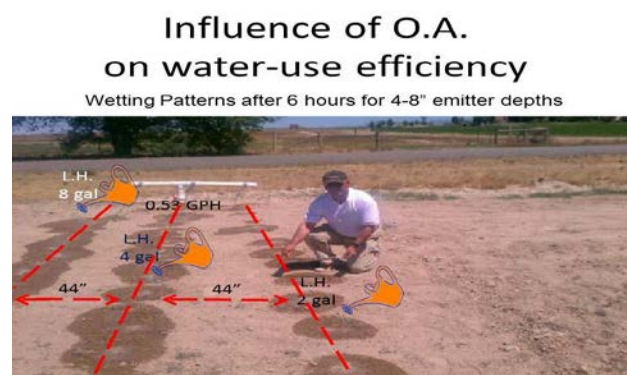 Influence of O.A.
on water-use efficiency
Wetting Patterns after 6 hours for 4-8" emitter depths
L.H.
8 gal
0.53 GPH
L.H.
4 gal
44"
44"
L.H.
2 gal